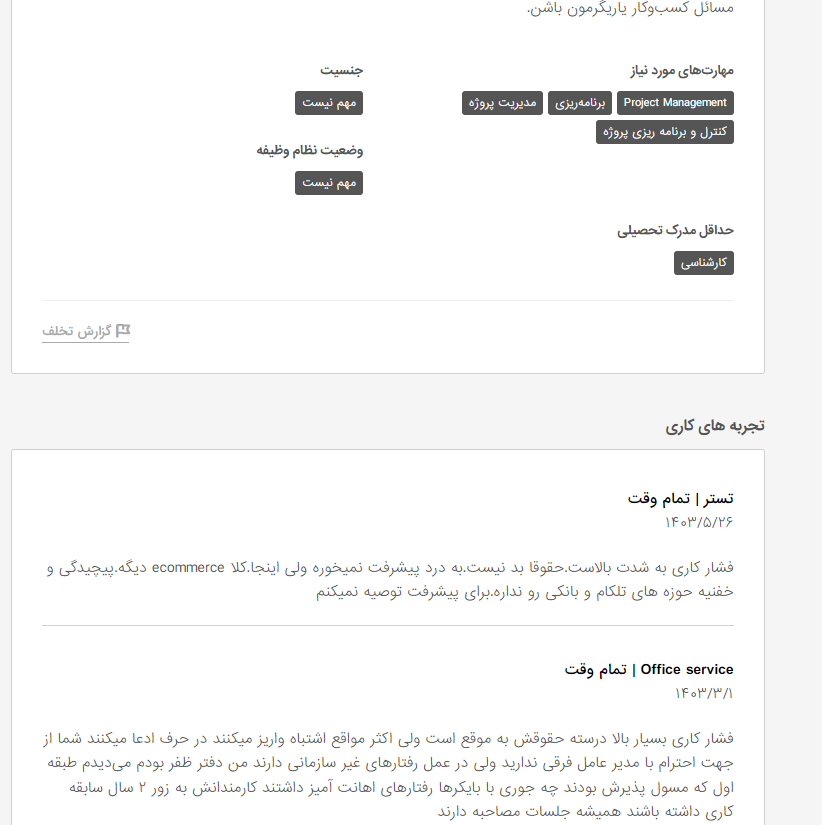 مسائل کسب‌وکار یاریگرمون باشن.
مهارت‌های مورد نیاز
Project Management
برنامه‌ریزی
مدیریت پروژه
کنترل و برنامه ریزی پروژه
جنسیت
مهم نیست
وضعیت نظام وظیفه
مهم نیست
حداقل مدرک تحصیلی
کارشناسی
گزارش تخلف
تجربه های کاری
تستر | تمام وقت
۱۴۰۳/۵/۲۶
فشار کاری به شدت بالاست.حقوقا بد نیست.به درد پیشرفت نمیخوره ولی اینجا.کلا ecommerce دیگه.پیچیدگی و
خفنیه حوزه های تلکام و بانکی رو نداره.برای پیشرفت توصیه نمیکنم
Office service | تمام وقت
۱۴۰۳/۳/۱
فشار کاری بسیار بالا درسته حقوقش به موقع است ولی اکثر مواقع اشتباه واریز میکنند در حرف ادعا میکنند شما از
جهت احترام با مدیر عامل فرقی ندارید ولی در عمل رفتارهای غیر سازمانی دارند من دفتر ظفر بودم می‌دیدم طبقه
اول که مسول پذیرش بودند چه جوری با بایکرها رفتارهای اهانت آمیز داشتند کارمندانش به زور ۲ سال سابقه
کاری داشته باشند همیشه جلسات مصاحبه دارند